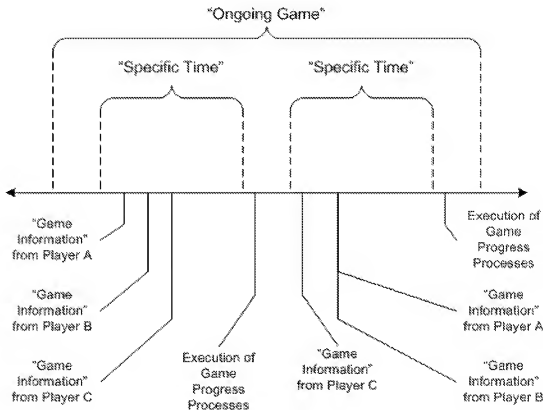 "Ongoing Game"
"Specific Time"
"Specific Time"
"Game
Information"
from Player A
"Game
Information"
from Player B
"Game
Information"
from Player C
Execution of
Game
Progress
Processes
"Game
Information"
from Player C
Execution of
Game
Progress
Processes
"Game
Information"
from Player A
"Game
Information"
from Player B